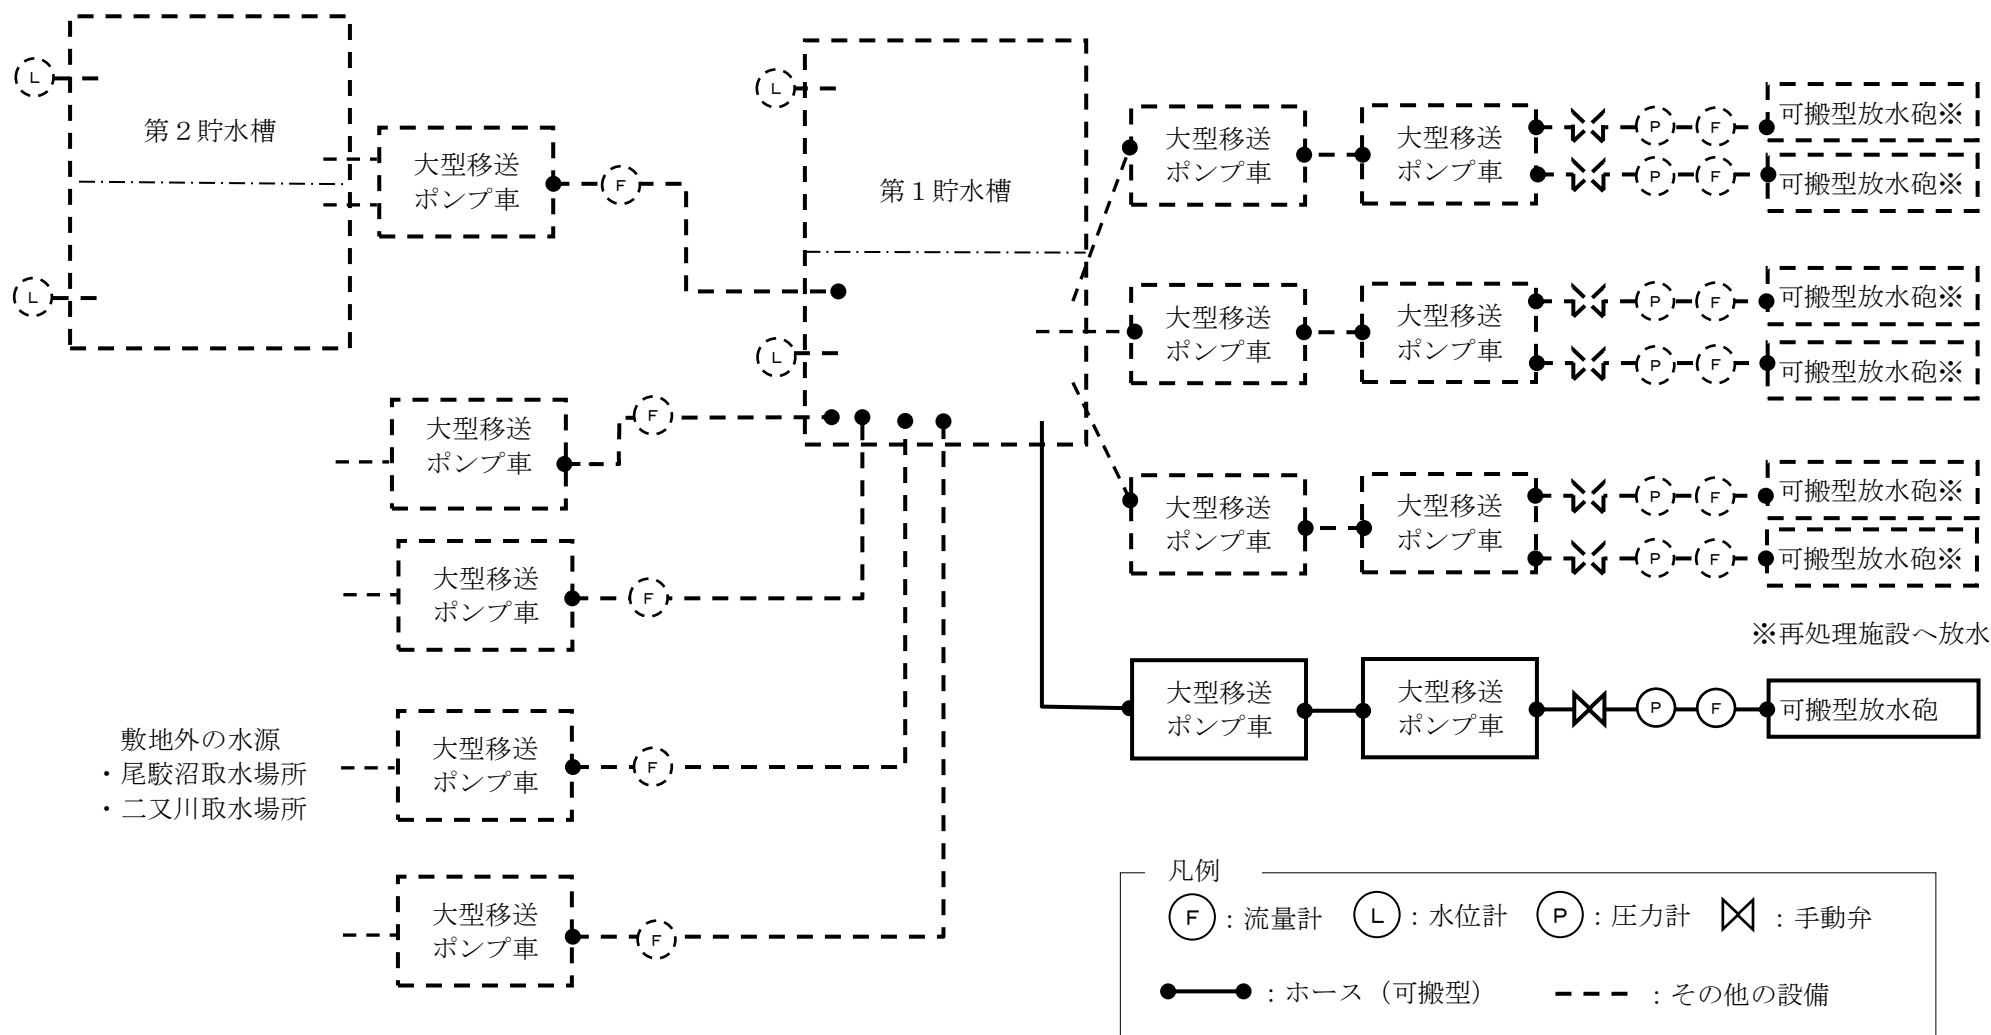 L
第２貯水槽
L
大型移送
ポンプ車
F
L
第１貯水槽
L
大型移送
ポンプ車
F
大型移送
ポンプ車
F
大型移送
ポンプ車
F
大型移送
ポンプ車
F
敷地外の水源
・尾駮沼取水場所
・二又川取水場所
大型移送
ポンプ車
大型移送
ポンプ車
P
F
可搬型放水砲※
P
F
可搬型放水砲※
大型移送
ポンプ車
大型移送
ポンプ車
P
F
可搬型放水砲※
P
F
可搬型放水砲※
大型移送
ポンプ車
大型移送
ポンプ車
P
F
可搬型放水砲※
P
F
可搬型放水砲※
※再処理施設へ放水
大型移送
ポンプ車
大型移送
ポンプ車
P
F
可搬型放水砲
凡例
F：流量計 L：水位計 P：圧力計 ：手動弁
：ホース（可搬型） ：その他の設備